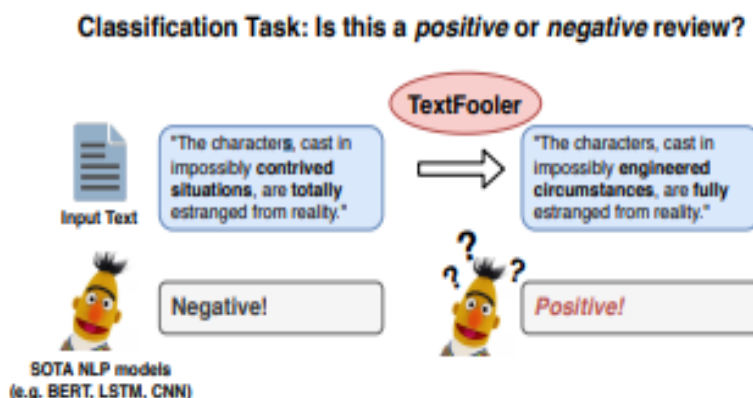 Classification Task: Is this a positive or negative review?
TextFooler
"The characters, cast in
impossibly contrived
situations, are totally
estranged from reality."
"The characters, cast in
impossibly engineered
circumstances, are fully
estranged from reality."
Input Text
? ? ?
Negative!
Positive!
SOTA NLP models
(e.g. BERT, LSTM, CNN)